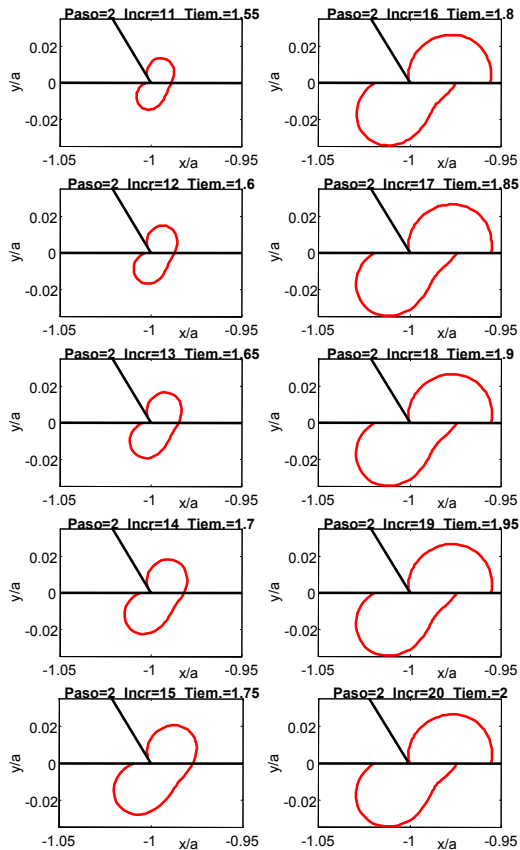 Paso=2 Incr=11 Tiem.=1.55
0.02
0
-0.02
y/a
-1.05
-1
-0.95
x/a
Paso=2 Incr=12 Tiem.=1.6
0.02
0
-0.02
y/a
-1.05
-1
-0.95
x/a
Paso=2 Incr=13 Tiem.=1.65
0.02
0
-0.02
y/a
-1.05
-1
-0.95
x/a
Paso=2 Incr=14 Tiem.=1.7
0.02
0
-0.02
y/a
-1.05
-1
-0.95
x/a
Paso=2 Incr=15 Tiem.=1.75
0.02
0
-0.02
y/a
-1.05
-1
-0.95
x/a
Paso=2 Incr=16 Tiem.=1.8
0.02
0
-0.02
y/a
-1.05
-1
-0.95
x/a
Paso=2 Incr=17 Tiem.=1.85
0.02
0
-0.02
y/a
-1.05
-1
-0.95
x/a
Paso=2 Incr=18 Tiem.=1.9
0.02
0
-0.02
y/a
-1.05
-1
-0.95
x/a
Paso=2 Incr=19 Tiem.=1.95
0.02
0
-0.02
y/a
-1.05
-1
-0.95
x/a
Paso=2 Incr=20 Tiem.=2
0.02
0
-0.02
y/a
-1.05
-1
-0.95
x/a